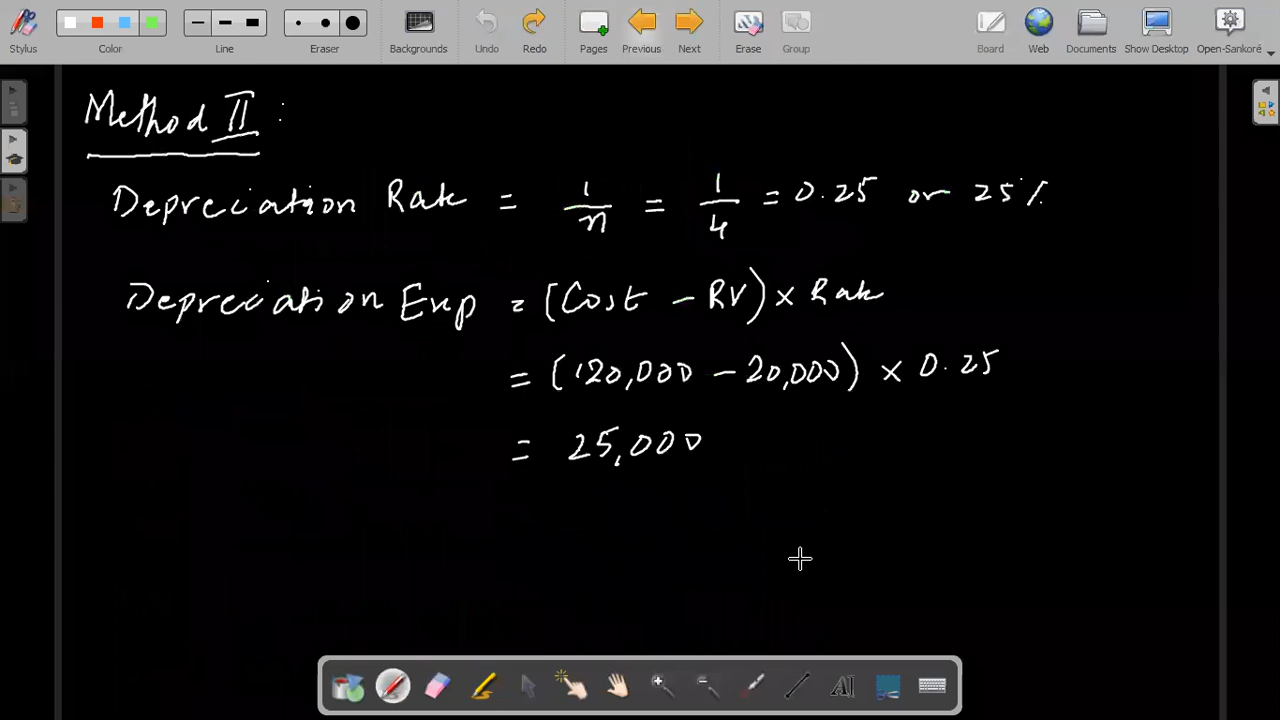 Stylus Color Line Eraser Backgrounds Undo Redo Pages Previous Next Erase Group Board Web Documents Show Desktop Open-Sankoré
Method II :
Depreciation Rate = 1/n = 1/4 = 0.25 or 25%
Depreciation Exp = (Cost - RV) × Rate
= (120,000 - 20,000) × 0.25
= 25,000